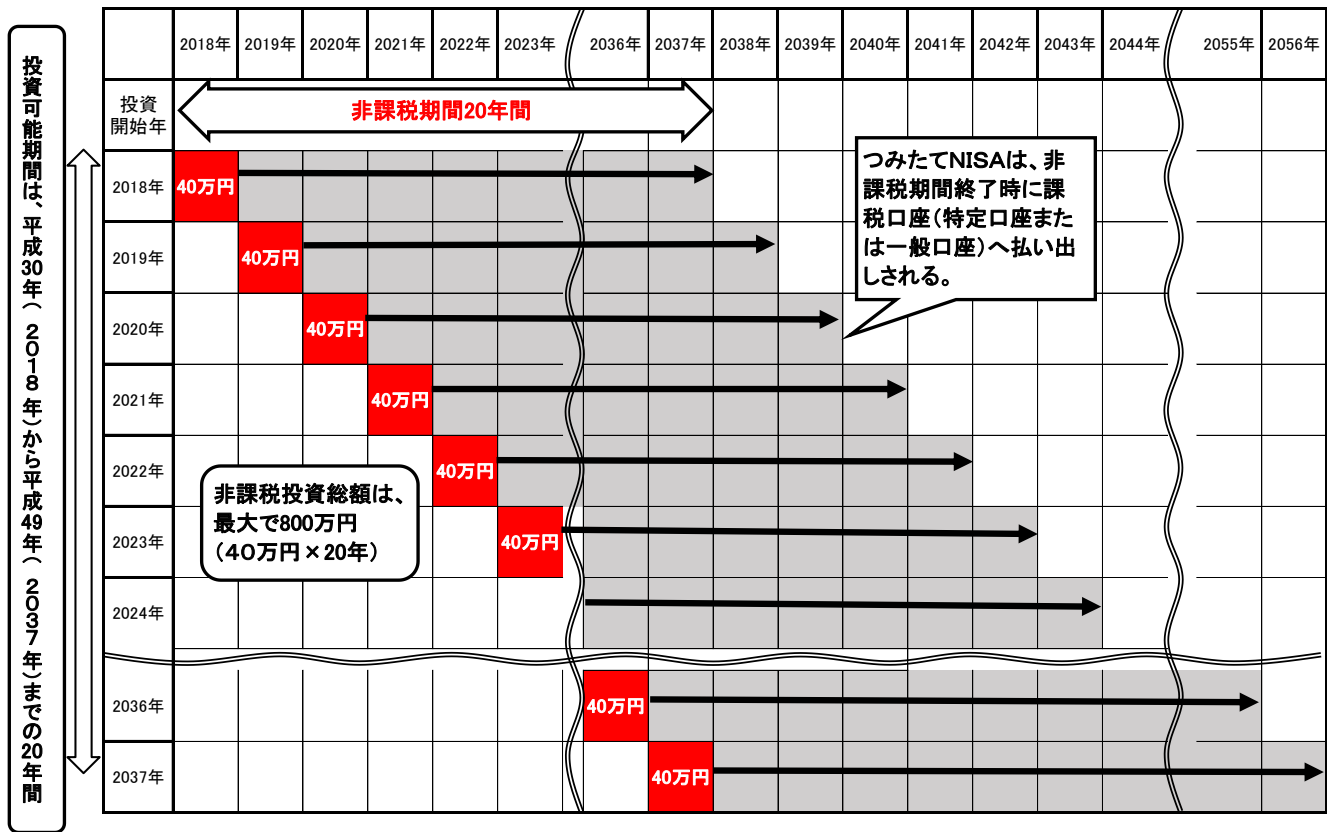 投資可能期間は、平成30年（2018年）から平成49年（2037年）までの20年間
2018年 2019年 2020年 2021年 2022年 2023年 2036年 2037年 2038年 2039年 2040年 2041年 2042年 2043年 2044年 2055年 2056年
投資
開始年
非課税期間20年間
2018年 40万円
つみたてNISAは、非
課税期間終了時に課
税口座（特定口座また
は一般口座）へ払い出
しされる。
2019年 40万円
2020年 40万円
2021年 40万円
2022年 40万円
非課税投資総額は、
最大で800万円
（40万円×20年）
2023年 40万円
2024年
2036年 40万円
2037年 40万円